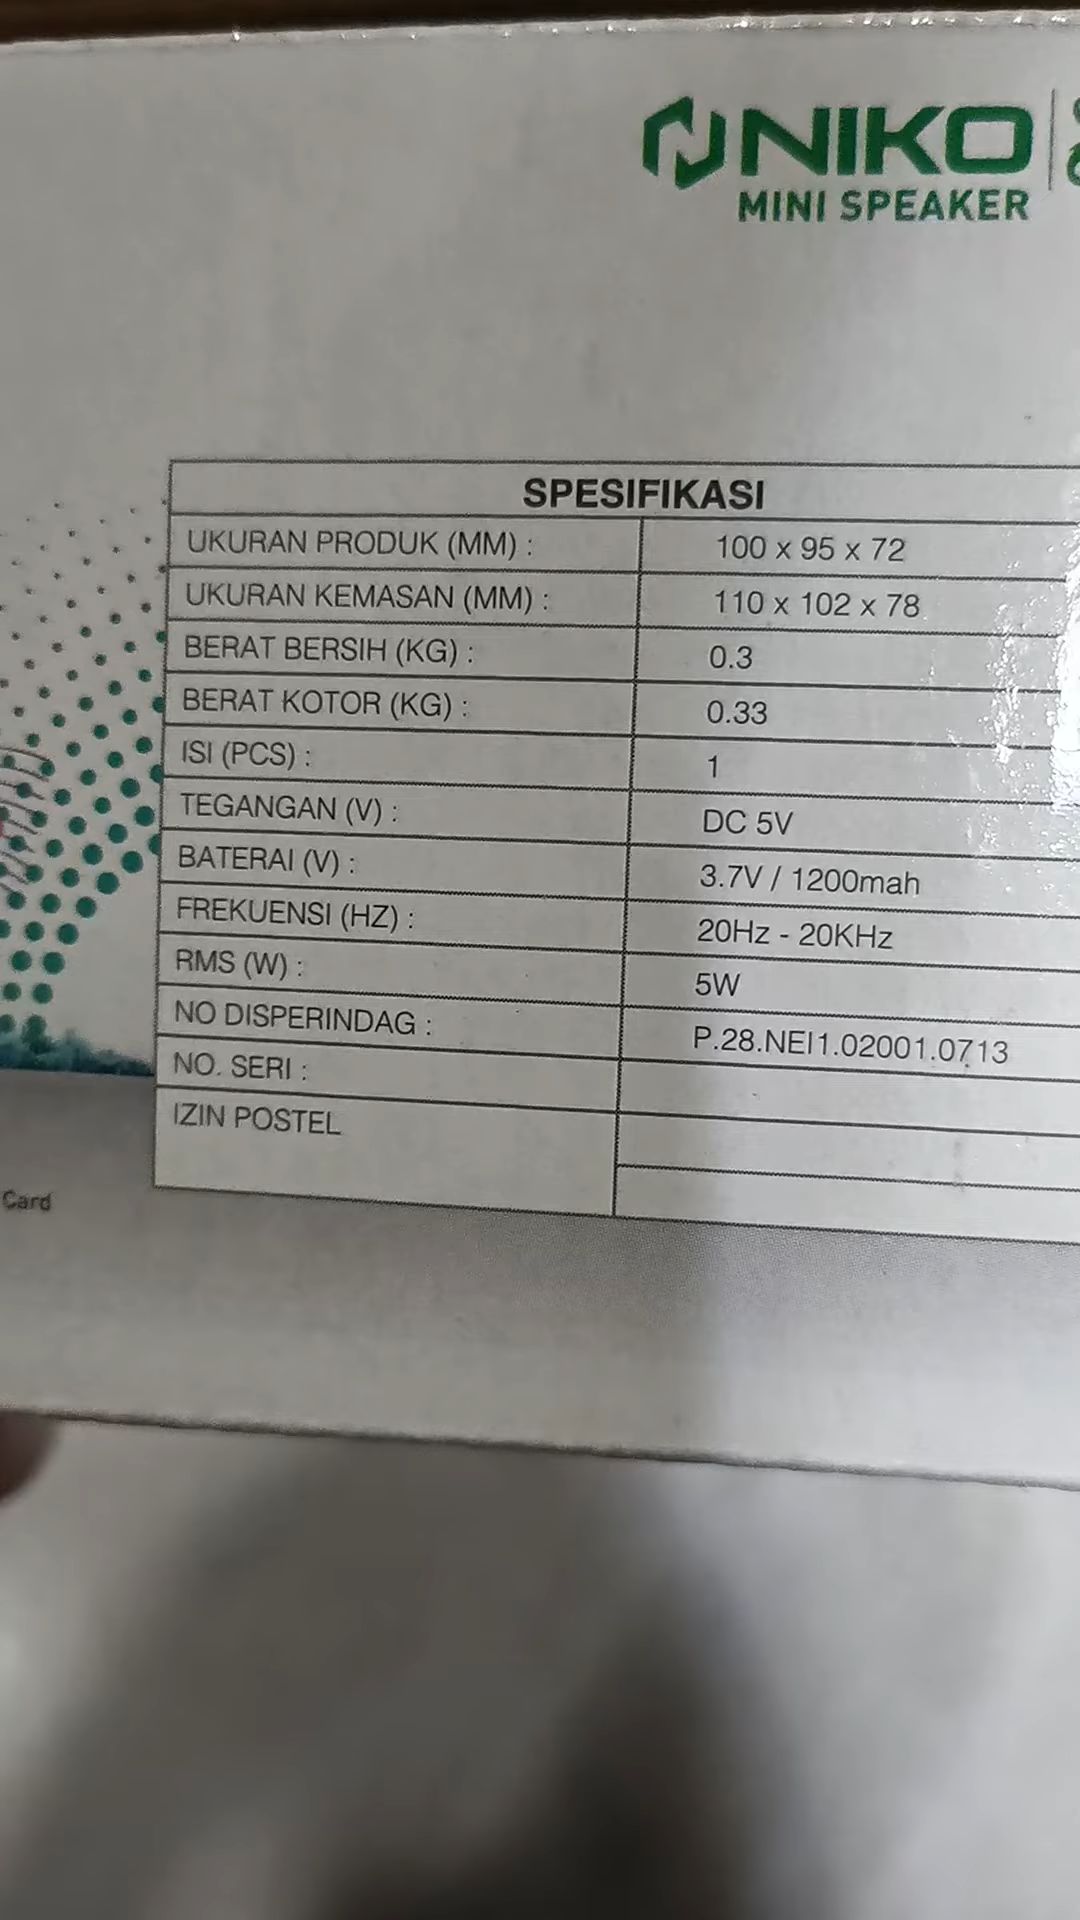 NIKO
MINI SPEAKER
SPESIFIKASI
UKURAN PRODUK (MM) : 100 x 95 x 72
UKURAN KEMASAN (MM) : 110 x 102 x 78
BERAT BERSIH (KG) : 0.3
BERAT KOTOR (KG) : 0.33
ISI (PCS) : 1
TEGANGAN (V) : DC 5V
BATERAI (V) : 3.7V / 1200mah
FREKUENSI (HZ) : 20Hz - 20KHz
RMS (W) : 5W
NO DISPERINDAG : P.28.NEI1.02001.0713
NO. SERI :
IZIN POSTEL
Card